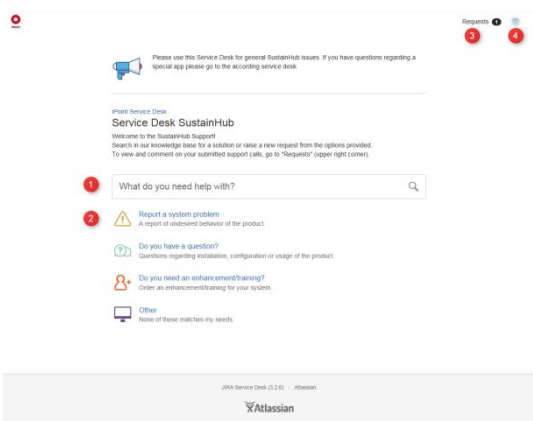 Requests 1
3
4
Please use this Service Desk for general SustainHub issues. If you have questions regarding a
special app please go to the according service desk.
iPoint Service Desk
Service Desk SustainHub
Welcome to the SustainHub Support!
Search in our knowledge base for a solution or raise a new request from the options provided.
To view and comment on your submitted support calls, go to "Requests" (upper right corner).
1
What do you need help with?
2
Report a system problem
A report of undesired behavior of the product.
Do you have a question?
Questions regarding installation, configuration or usage of the product.
Do you need an enhancement/training?
Order an enhancement/training for your system.
Other
None of these matches my needs.
JIRA Service Desk (3.2.6) · Atlassian
Atlassian